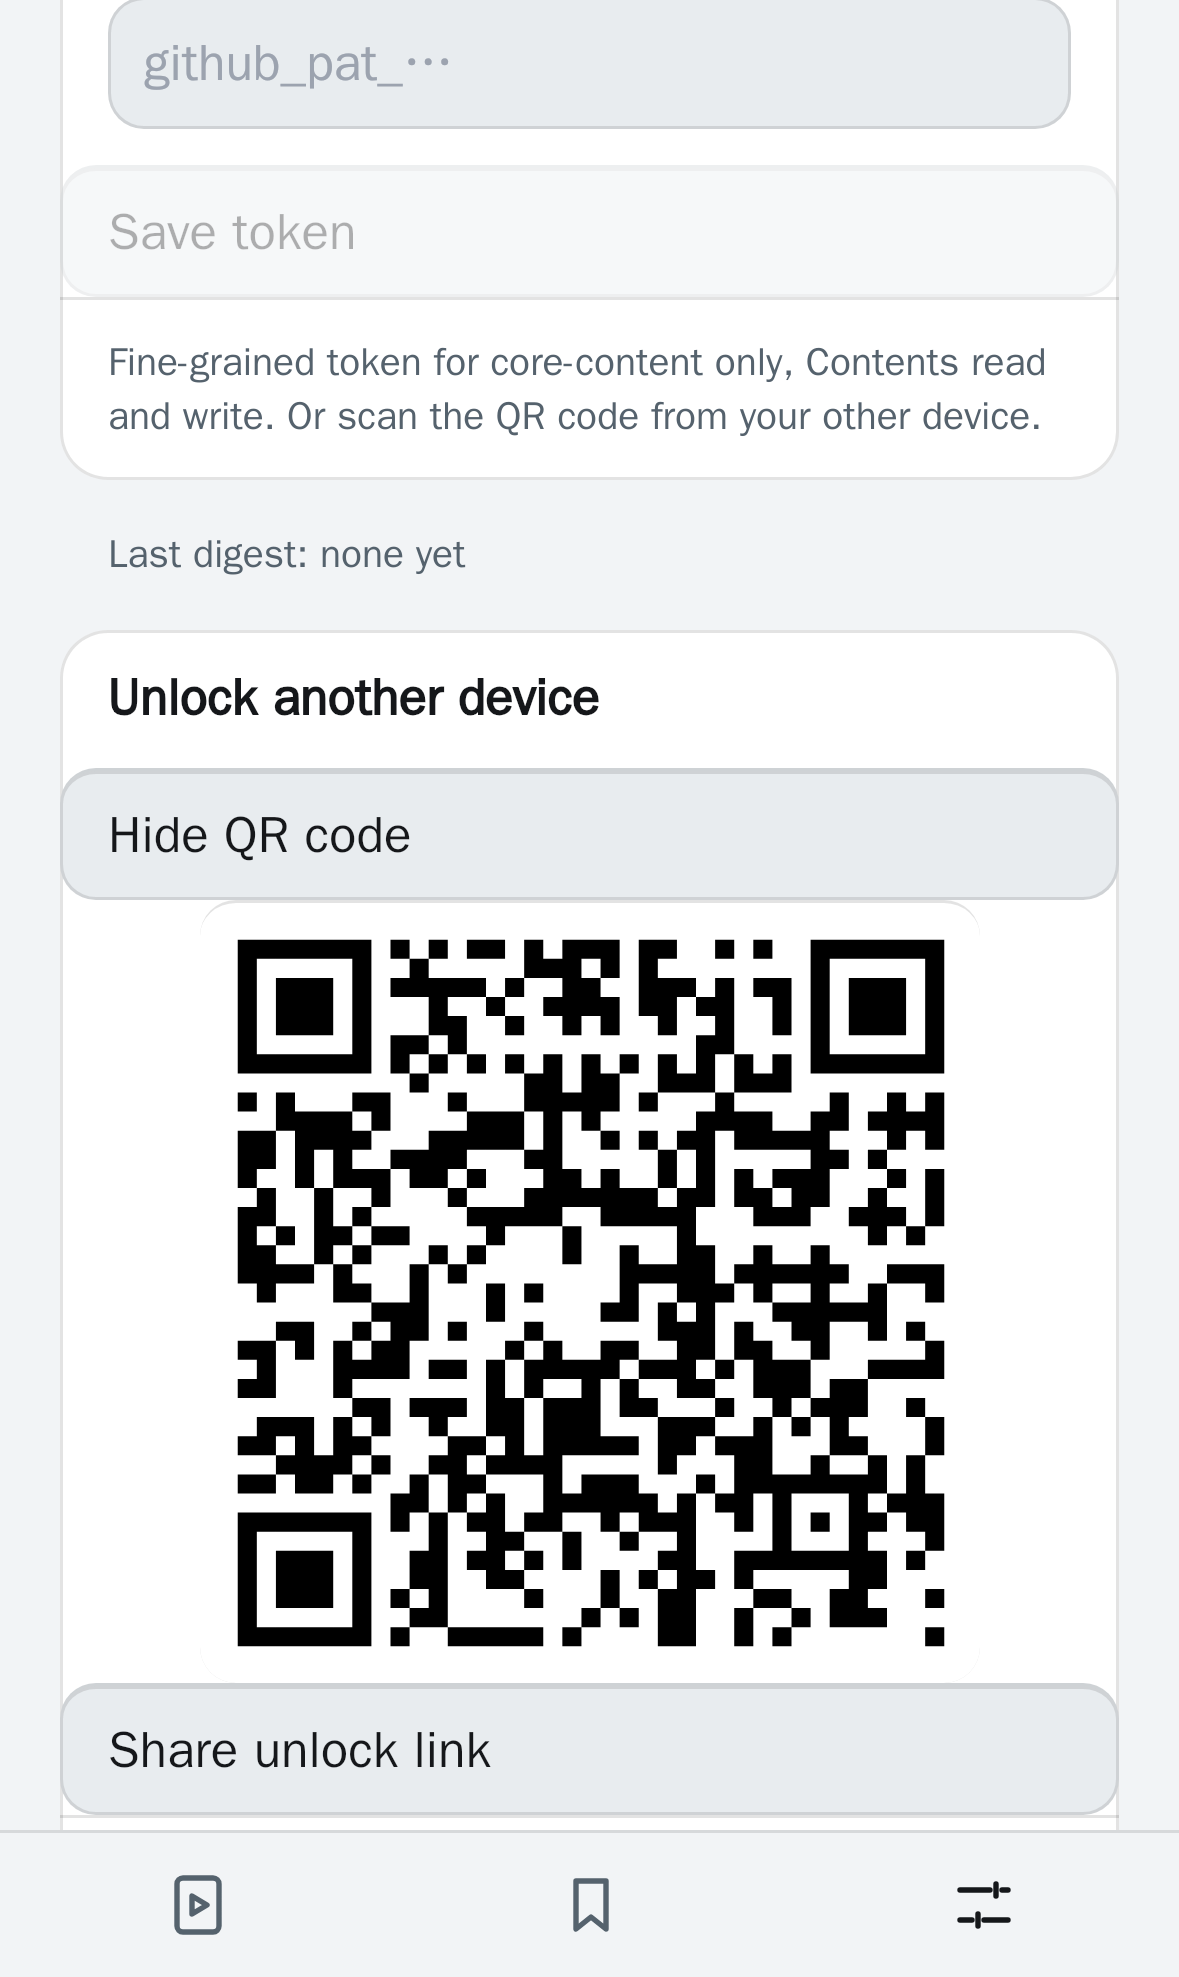 github_pat_…
Save token
Fine-grained token for core-content only, Contents read
and write. Or scan the QR code from your other device.
Last digest: none yet
Unlock another device
Hide QR code
Share unlock link